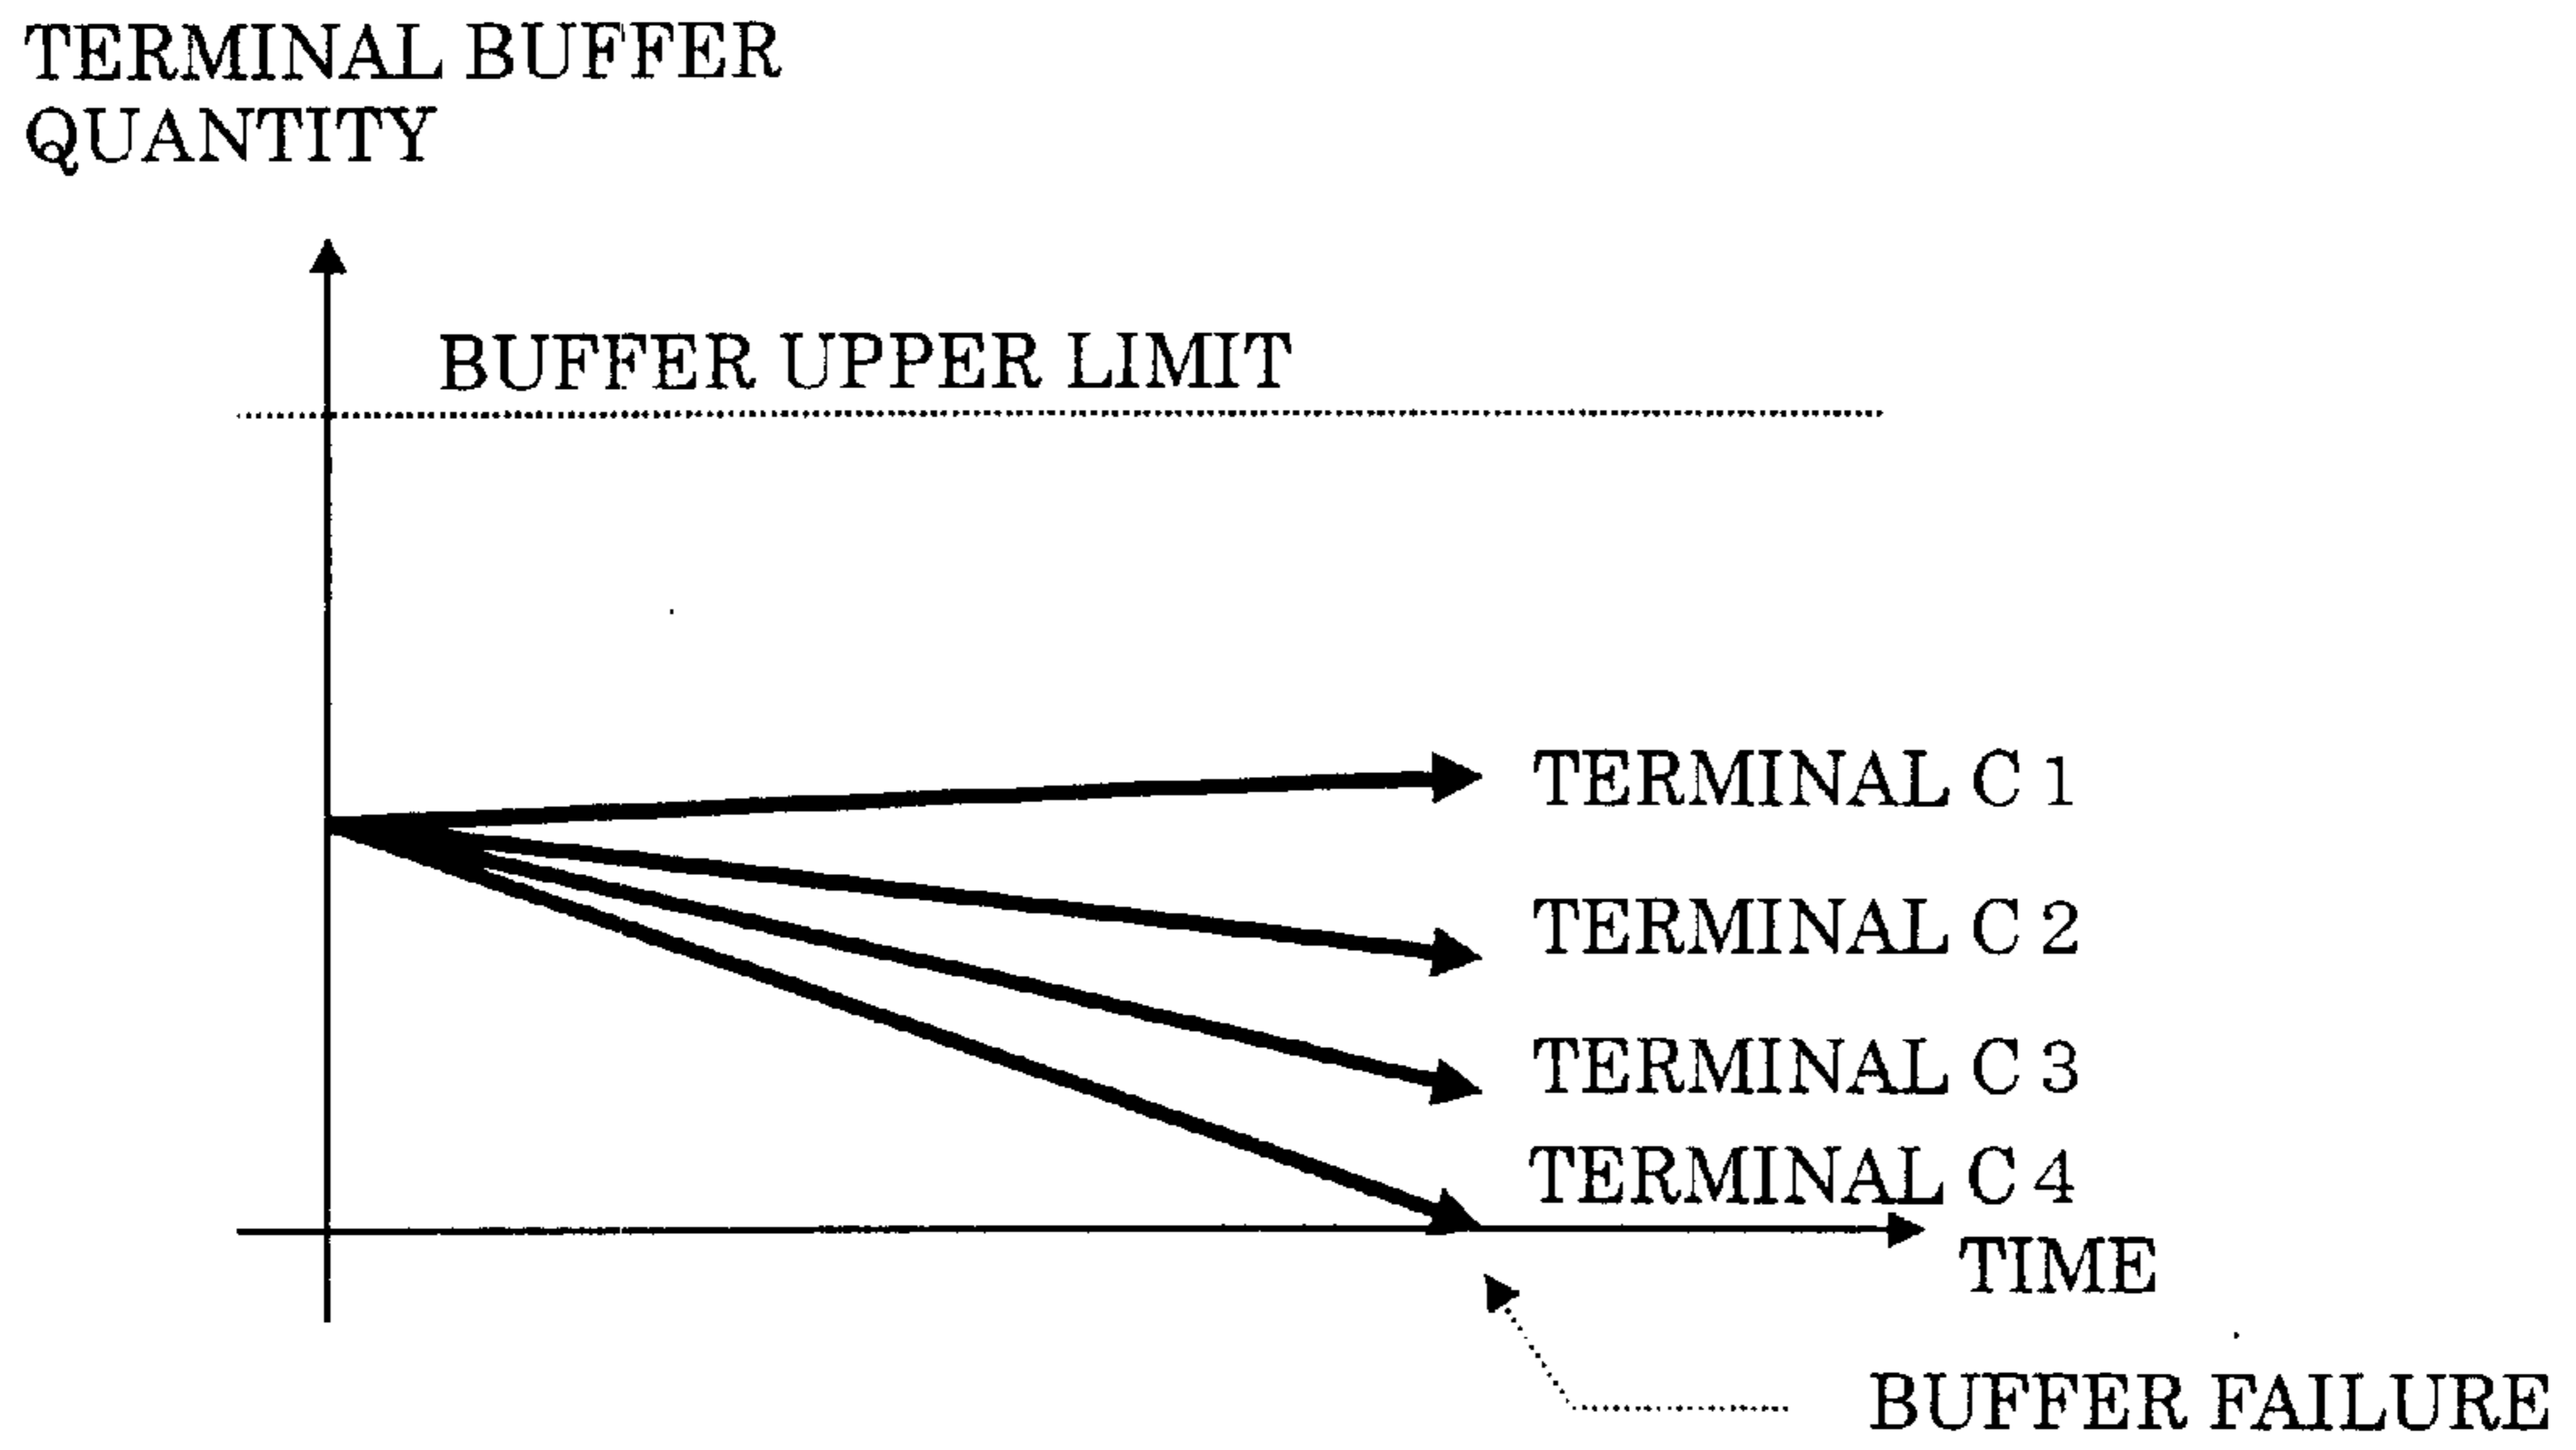 TERMINAL BUFFER
QUANTITY
BUFFER UPPER LIMIT
TERMINAL C 1
TERMINAL C 2
TERMINAL C 3
TERMINAL C 4
TIME
BUFFER FAILURE